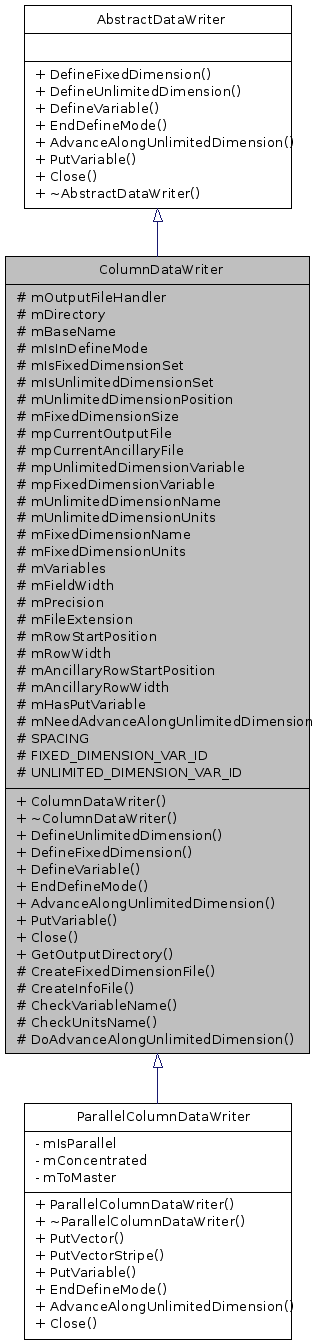 AbstractDataWriter
+ DefineFixedDimension()
+ DefineUnlimitedDimension()
+ DefineVariable()
+ EndDefineMode()
+ AdvanceAlongUnlimitedDimension()
+ PutVariable()
+ Close()
+ ~AbstractDataWriter()
ColumnDataWriter
# mOutputFileHandler
# mDirectory
# mBaseName
# mIsInDefineMode
# mIsFixedDimensionSet
# mIsUnlimitedDimensionSet
# mUnlimitedDimensionPosition
# mFixedDimensionSize
# mpCurrentOutputFile
# mpCurrentAncillaryFile
# mpUnlimitedDimensionVariable
# mpFixedDimensionVariable
# mUnlimitedDimensionName
# mUnlimitedDimensionUnits
# mFixedDimensionName
# mFixedDimensionUnits
# mVariables
# mFieldWidth
# mPrecision
# mFileExtension
# mRowStartPosition
# mRowWidth
# mAncillaryRowStartPosition
# mAncillaryRowWidth
# mHasPutVariable
# mNeedAdvanceAlongUnlimitedDimension
# SPACING
# FIXED_DIMENSION_VAR_ID
# UNLIMITED_DIMENSION_VAR_ID
+ ColumnDataWriter()
+ ~ColumnDataWriter()
+ DefineUnlimitedDimension()
+ DefineFixedDimension()
+ DefineVariable()
+ EndDefineMode()
+ AdvanceAlongUnlimitedDimension()
+ PutVariable()
+ Close()
+ GetOutputDirectory()
# CreateFixedDimensionFile()
# CreateInfoFile()
# CheckVariableName()
# CheckUnitsName()
# DoAdvanceAlongUnlimitedDimension()
ParallelColumnDataWriter
- mIsParallel
- mConcentrated
- mToMaster
+ ParallelColumnDataWriter()
+ ~ParallelColumnDataWriter()
+ PutVector()
+ PutVectorStripe()
+ PutVariable()
+ EndDefineMode()
+ AdvanceAlongUnlimitedDimension()
+ Close()